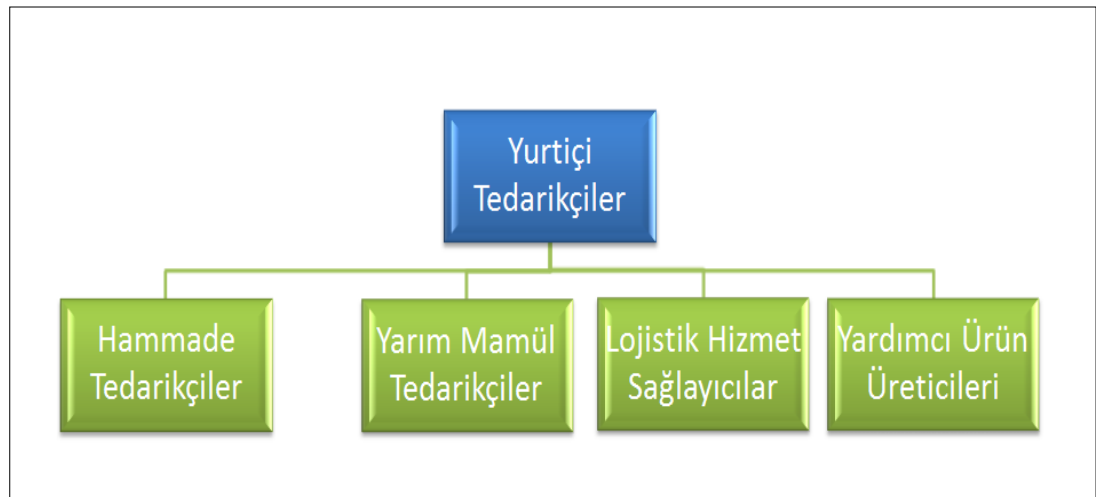 Yurtiçi
Tedarikçiler
Hammade
Tedarikçiler
Yarım Mamül
Tedarikçiler
Lojistik Hizmet
Sağlayıcılar
Yardımcı Ürün
Üreticileri